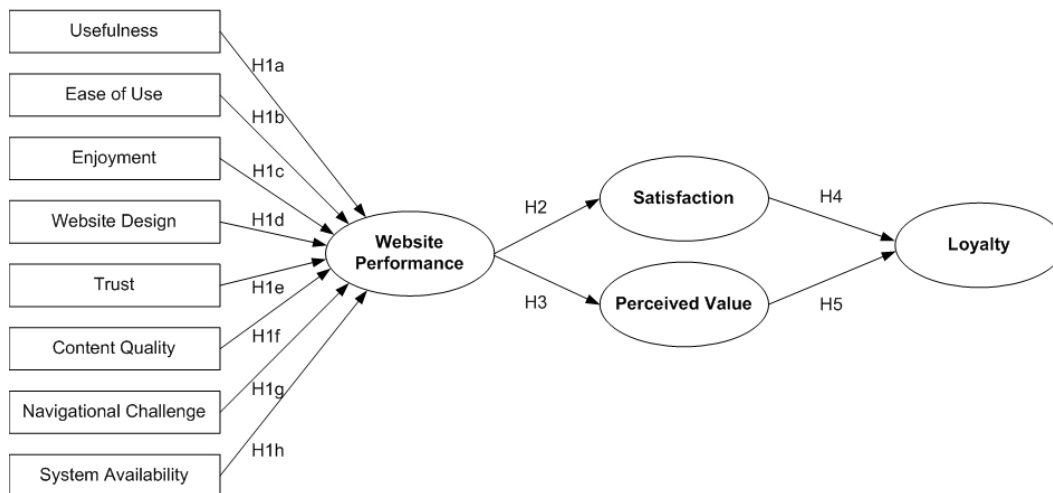 Usefulness
H1a
Ease of Use
H1b
Enjoyment
H1c
Website Design
H1d
Trust
H1e
Content Quality
H1f
Navigational Challenge
H1g
System Availability
H1h
Website
Performance
H2
H3
Satisfaction
Perceived Value
H4
H5
Loyalty